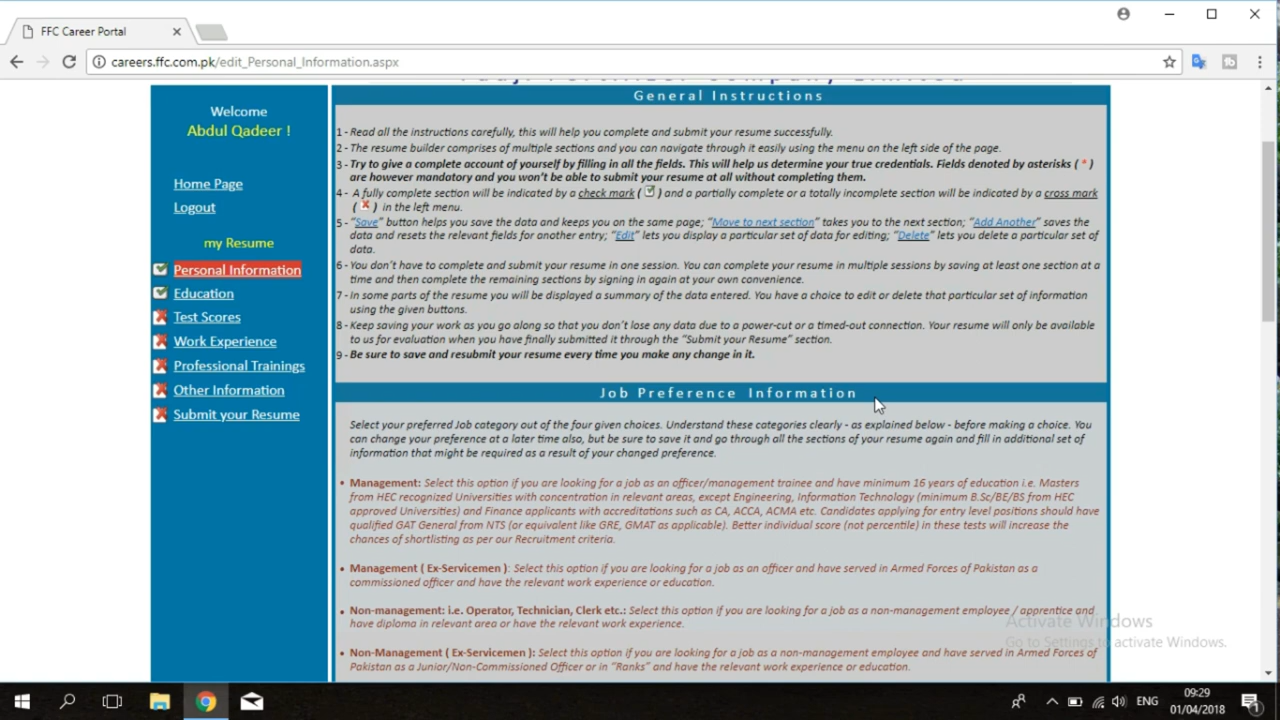 FFC Career Portal
careers.ffc.com.pk/edit_Personal_Information.aspx
Welcome
Abdul Qadeer !
Home Page
Logout
my Resume
Personal Information
Education
Test Scores
Work Experience
Professional Trainings
Other Information
Submit your Resume
General Instructions
1 - Read all the instructions carefully, this will help you complete and submit your resume successfully.
2 - The resume builder comprises of multiple sections and you can navigate through it easily using the menu on the left side of the page.
3 - Try to give a complete account of yourself by filling in all the fields. This will help us determine your true credentials. Fields denoted by asterisks ( * )
are however mandatory and you won't be able to submit your resume at all without completing them.
4 - A fully complete section will be indicated by a check mark ( ) and a partially complete or a totally incomplete section will be indicated by a cross mark
( ) in the left menu.
5 - "Save" button helps you save the data and keeps you on the same page; "Move to next section" takes you to the next section; "Add Another" saves the
data and resets the relevant fields for another entry; "Edit" lets you display a particular set of data for editing; "Delete" lets you delete a particular set of
data.
6 - You don't have to complete and submit your resume in one session. You can complete your resume in multiple sessions by saving at least one section at a
time and then complete the remaining sections by signing in again at your own convenience.
7 - In some parts of the resume you will be displayed a summary of the data entered. You have a choice to edit or delete that particular set of information
using the given buttons.
8 - Keep saving your work as you go along so that you don't lose any data due to a power-cut or a timed-out connection. Your resume will only be available
to us for evaluation when you have finally submitted it through the "Submit your Resume" section.
9 - Be sure to save and resubmit your resume every time you make any change in it.
Job Preference Information
Select your preferred Job category out of the four given choices. Understand these categories clearly - as explained below - before making a choice. You
can change your preference at a later time also, but be sure to save it and go through all the sections of your resume again and fill in additional set of
information that might be required as a result of your changed preference.
• Management: Select this option if you are looking for a job as an officer/management trainee and have minimum 16 years of education i.e. Masters
from HEC recognized Universities with concentration in relevant areas, except Engineering, Information Technology (minimum B.Sc/BE/BS from HEC
approved Universities) and Finance applicants with accreditations such as CA, ACCA, ACMA etc. Candidates applying for entry level positions should have
qualified GAT General from NTS (or equivalent like GRE, GMAT as applicable). Better individual score (not percentile) in these tests will increase the
chances of shortlisting as per our Recruitment criteria.
• Management ( Ex-Servicemen ): Select this option if you are looking for a job as an officer and have served in Armed Forces of Pakistan as a
commissioned officer and have the relevant work experience or education.
• Non-management: i.e. Operator, Technician, Clerk etc.: Select this option if you are looking for a job as a non-management employee / apprentice and
have diploma in relevant area or have the relevant work experience.
• Non-Management ( Ex-Servicemen ): Select this option if you are looking for a job as a non-management employee and have served in Armed Forces of
Pakistan as a Junior/Non-Commissioned Officer or in "Ranks" and have the relevant work experience or education.
Activate Windows
Go to Settings to activate Windows.
ENG
09:29
01/04/2018
1